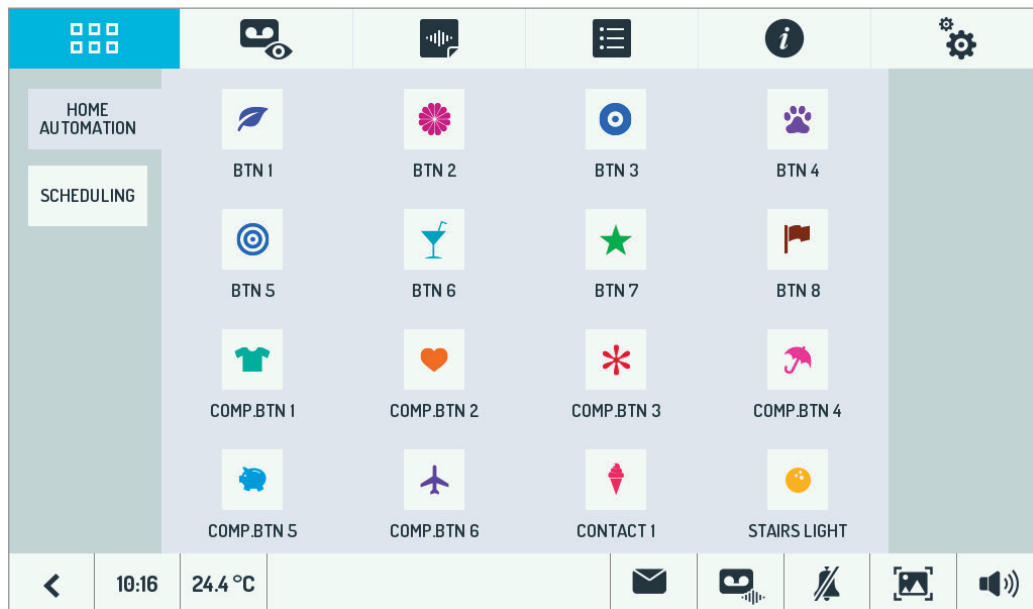 HOME
AUTOMATION
SCHEDULING
BTN 1
BTN 2
BTN 3
BTN 4
BTN 5
BTN 6
BTN 7
BTN 8
COMP.BTN 1
COMP.BTN 2
COMP.BTN 3
COMP.BTN 4
COMP.BTN 5
COMP.BTN 6
CONTACT 1
STAIRS LIGHT
10:16
24.4 °C